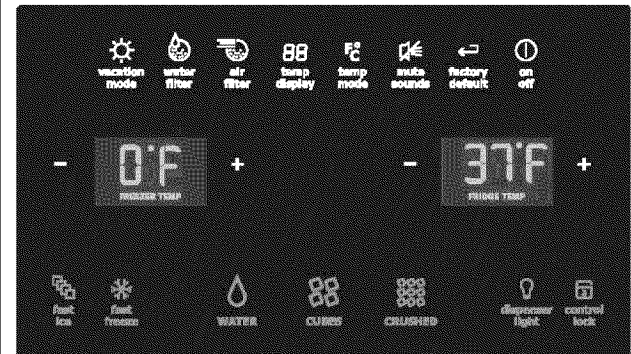 88 F° C
vacation water air temp temp mute factory on
mode filter filter display mode sounds default off
- 0°F + - 37°F +
FREEZER TEMP FRIDGE TEMP
fast fast WATER CUBES CRUSHED dispenser control
ice freeze light lock